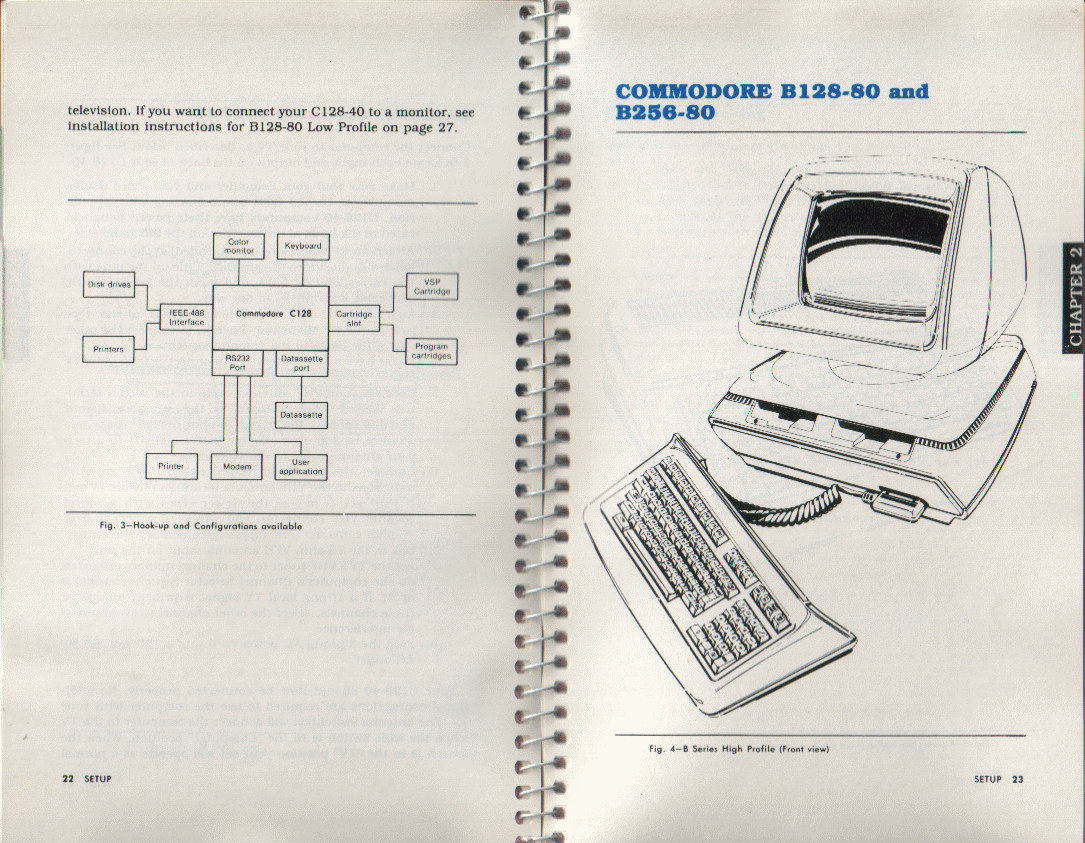 television. If you want to connect your C128-40 to a monitor, see
installation instructions for B128-80 Low Profile on page 27.
Color
monitor
Keyboard
Disk drives
VSP
Cartridge
IEEE-488
Interface
Commodore C128
Cartridge
slot
Printers
Program
cartridges
RS232
Port
Datassette
port
Datassette
Printer
Modem
User
application
Fig. 3—Hook-up and Configurations available
22 SETUP
COMMODORE B128-80 and
B256-80
CHAPTER 2
Fig. 4—B Series High Profile (Front view)
SETUP 23